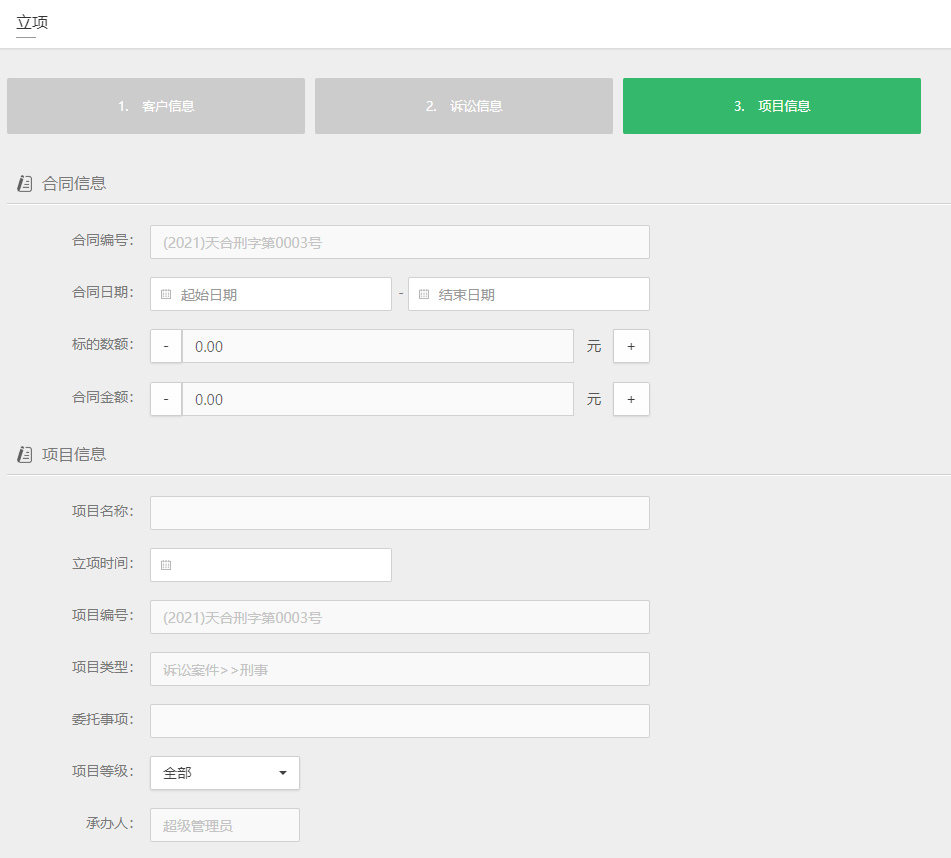 立项
1. 客户信息 2. 诉讼信息 3. 项目信息
合同信息
合同编号： (2021)天合刑字第0003号
合同日期： 起始日期 - 结束日期
标的数额： - 0.00 元 +
合同金额： - 0.00 元 +
项目信息
项目名称：
立项时间：
项目编号： (2021)天合刑字第0003号
项目类型： 诉讼案件>>刑事
委托事项：
项目等级： 全部
承办人： 超级管理员